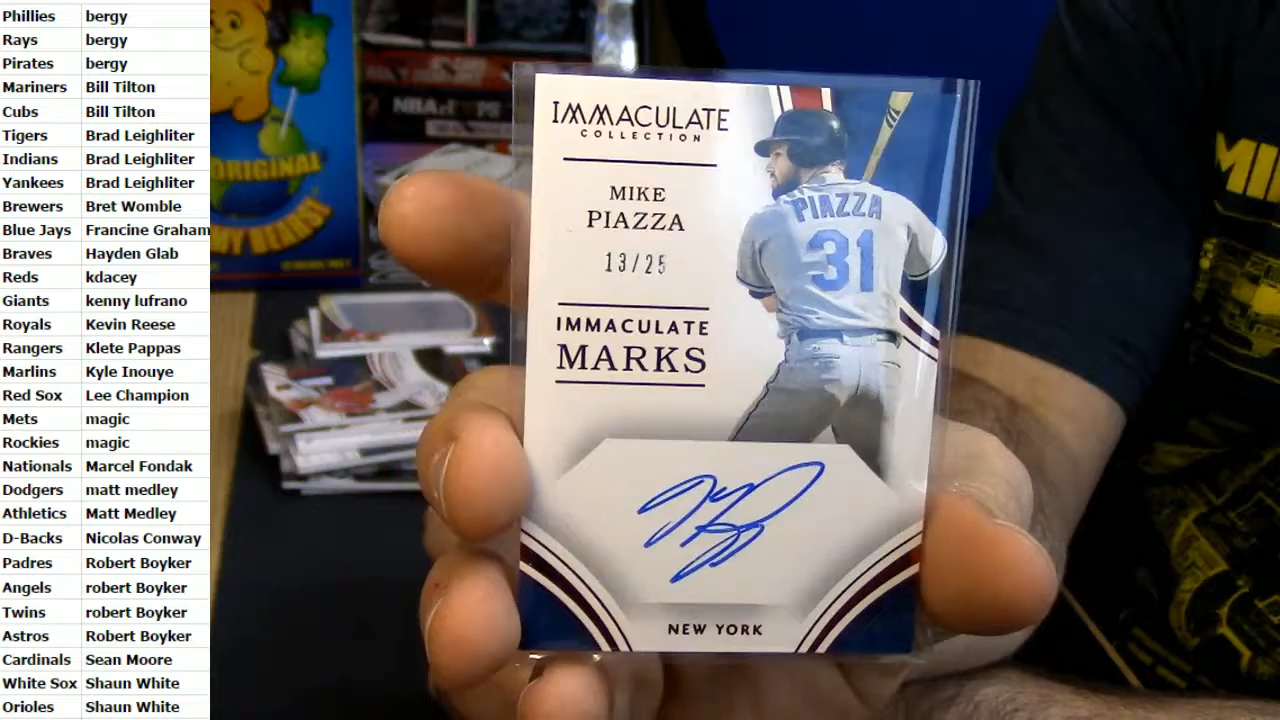 Phillies bergy
Rays bergy
Pirates bergy
Mariners Bill Tilton
Cubs Bill Tilton
Tigers Brad Leighliter
Indians Brad Leighliter
Yankees Brad Leighliter
Brewers Bret Womble
Blue Jays Francine Graham
Braves Hayden Glab
Reds kdacey
Giants kenny lufrano
Royals Kevin Reese
Rangers Klete Pappas
Marlins Kyle Inouye
Red Sox Lee Champion
Mets magic
Rockies magic
Nationals Marcel Fondak
Dodgers matt medley
Athletics Matt Medley
D-Backs Nicolas Conway
Padres Robert Boyker
Angels robert Boyker
Twins robert Boyker
Astros Robert Boyker
Cardinals Sean Moore
White Sox Shaun White
Orioles Shaun White
ORIGINAL
NBA
IMMACULATE
COLLECTION
MIKE
PIAZZA
13/25
IMMACULATE
MARKS
PIAZZA
31
NEW YORK